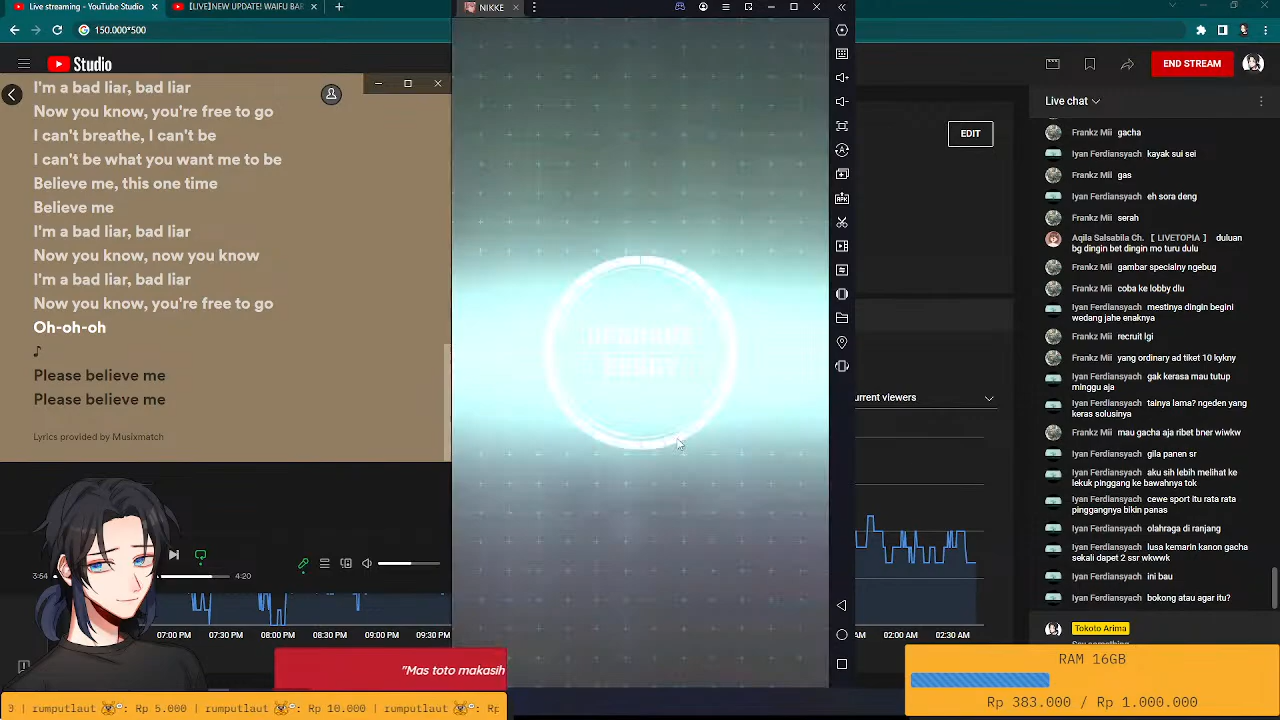 Live streaming - YouTube Studio
【LIVE】NEW UPDATE! WAIFU BAR
150.000*500
NIKKE
Studio
END STREAM
I'm a bad liar, bad liar
Now you know, you're free to go
I can't breathe, I can't be
I can't be what you want me to be
Believe me, this one time
Believe me
I'm a bad liar, bad liar
Now you know, now you know
I'm a bad liar, bad liar
Now you know, you're free to go
Oh-oh-oh
♪
Please believe me
Please believe me
Lyrics provided by Musixmatch
3:54
4:20
07:00 PM 07:30 PM 08:00 PM 08:30 PM 09:00 PM 09:30 PM
"Mas toto makasih
3 | rumputlaut : Rp 5.000 | rumputlaut : Rp 10.000 | rumputlaut : Rp
APK
EDIT
urrent viewers
AM 02:00 AM 02:30 AM
Live chat
Frankz Mii gacha
Iyan Ferdiansyach kayak sui sei
Frankz Mii gas
Iyan Ferdiansyach eh sora deng
Frankz Mii serah
Aqila Salsabila Ch.【 LIVETOPIA 】 duluan
bg dingin bet dingin mo turu dulu
Frankz Mii gambar specialny ngebug
Frankz Mii coba ke lobby dlu
Iyan Ferdiansyach mestinya dingin begini
wedang jahe enaknya
Frankz Mii recruit lgi
Frankz Mii yang ordinary ad tiket 10 kykny
Iyan Ferdiansyach gak kerasa mau tutup
minggu aja
Iyan Ferdiansyach tainya lama? ngeden yang
keras solusinya
Frankz Mii mau gacha aja ribet bner wiwkw
Iyan Ferdiansyach gila panen sr
Iyan Ferdiansyach aku sih lebih melihat ke
lekuk pinggang ke bawahnya tok
Iyan Ferdiansyach cewe sport itu rata rata
pinggangnya bikin panas
Iyan Ferdiansyach olahraga di ranjang
Iyan Ferdiansyach lusa kemarin kanon gacha
sekali dapet 2 ssr wlowwwk
Iyan Ferdiansyach ini bau
Iyan Ferdiansyach bokong atau agar itu?
Tokoto Arima
RAM 16GB
Rp 383.000 / Rp 1.000.000